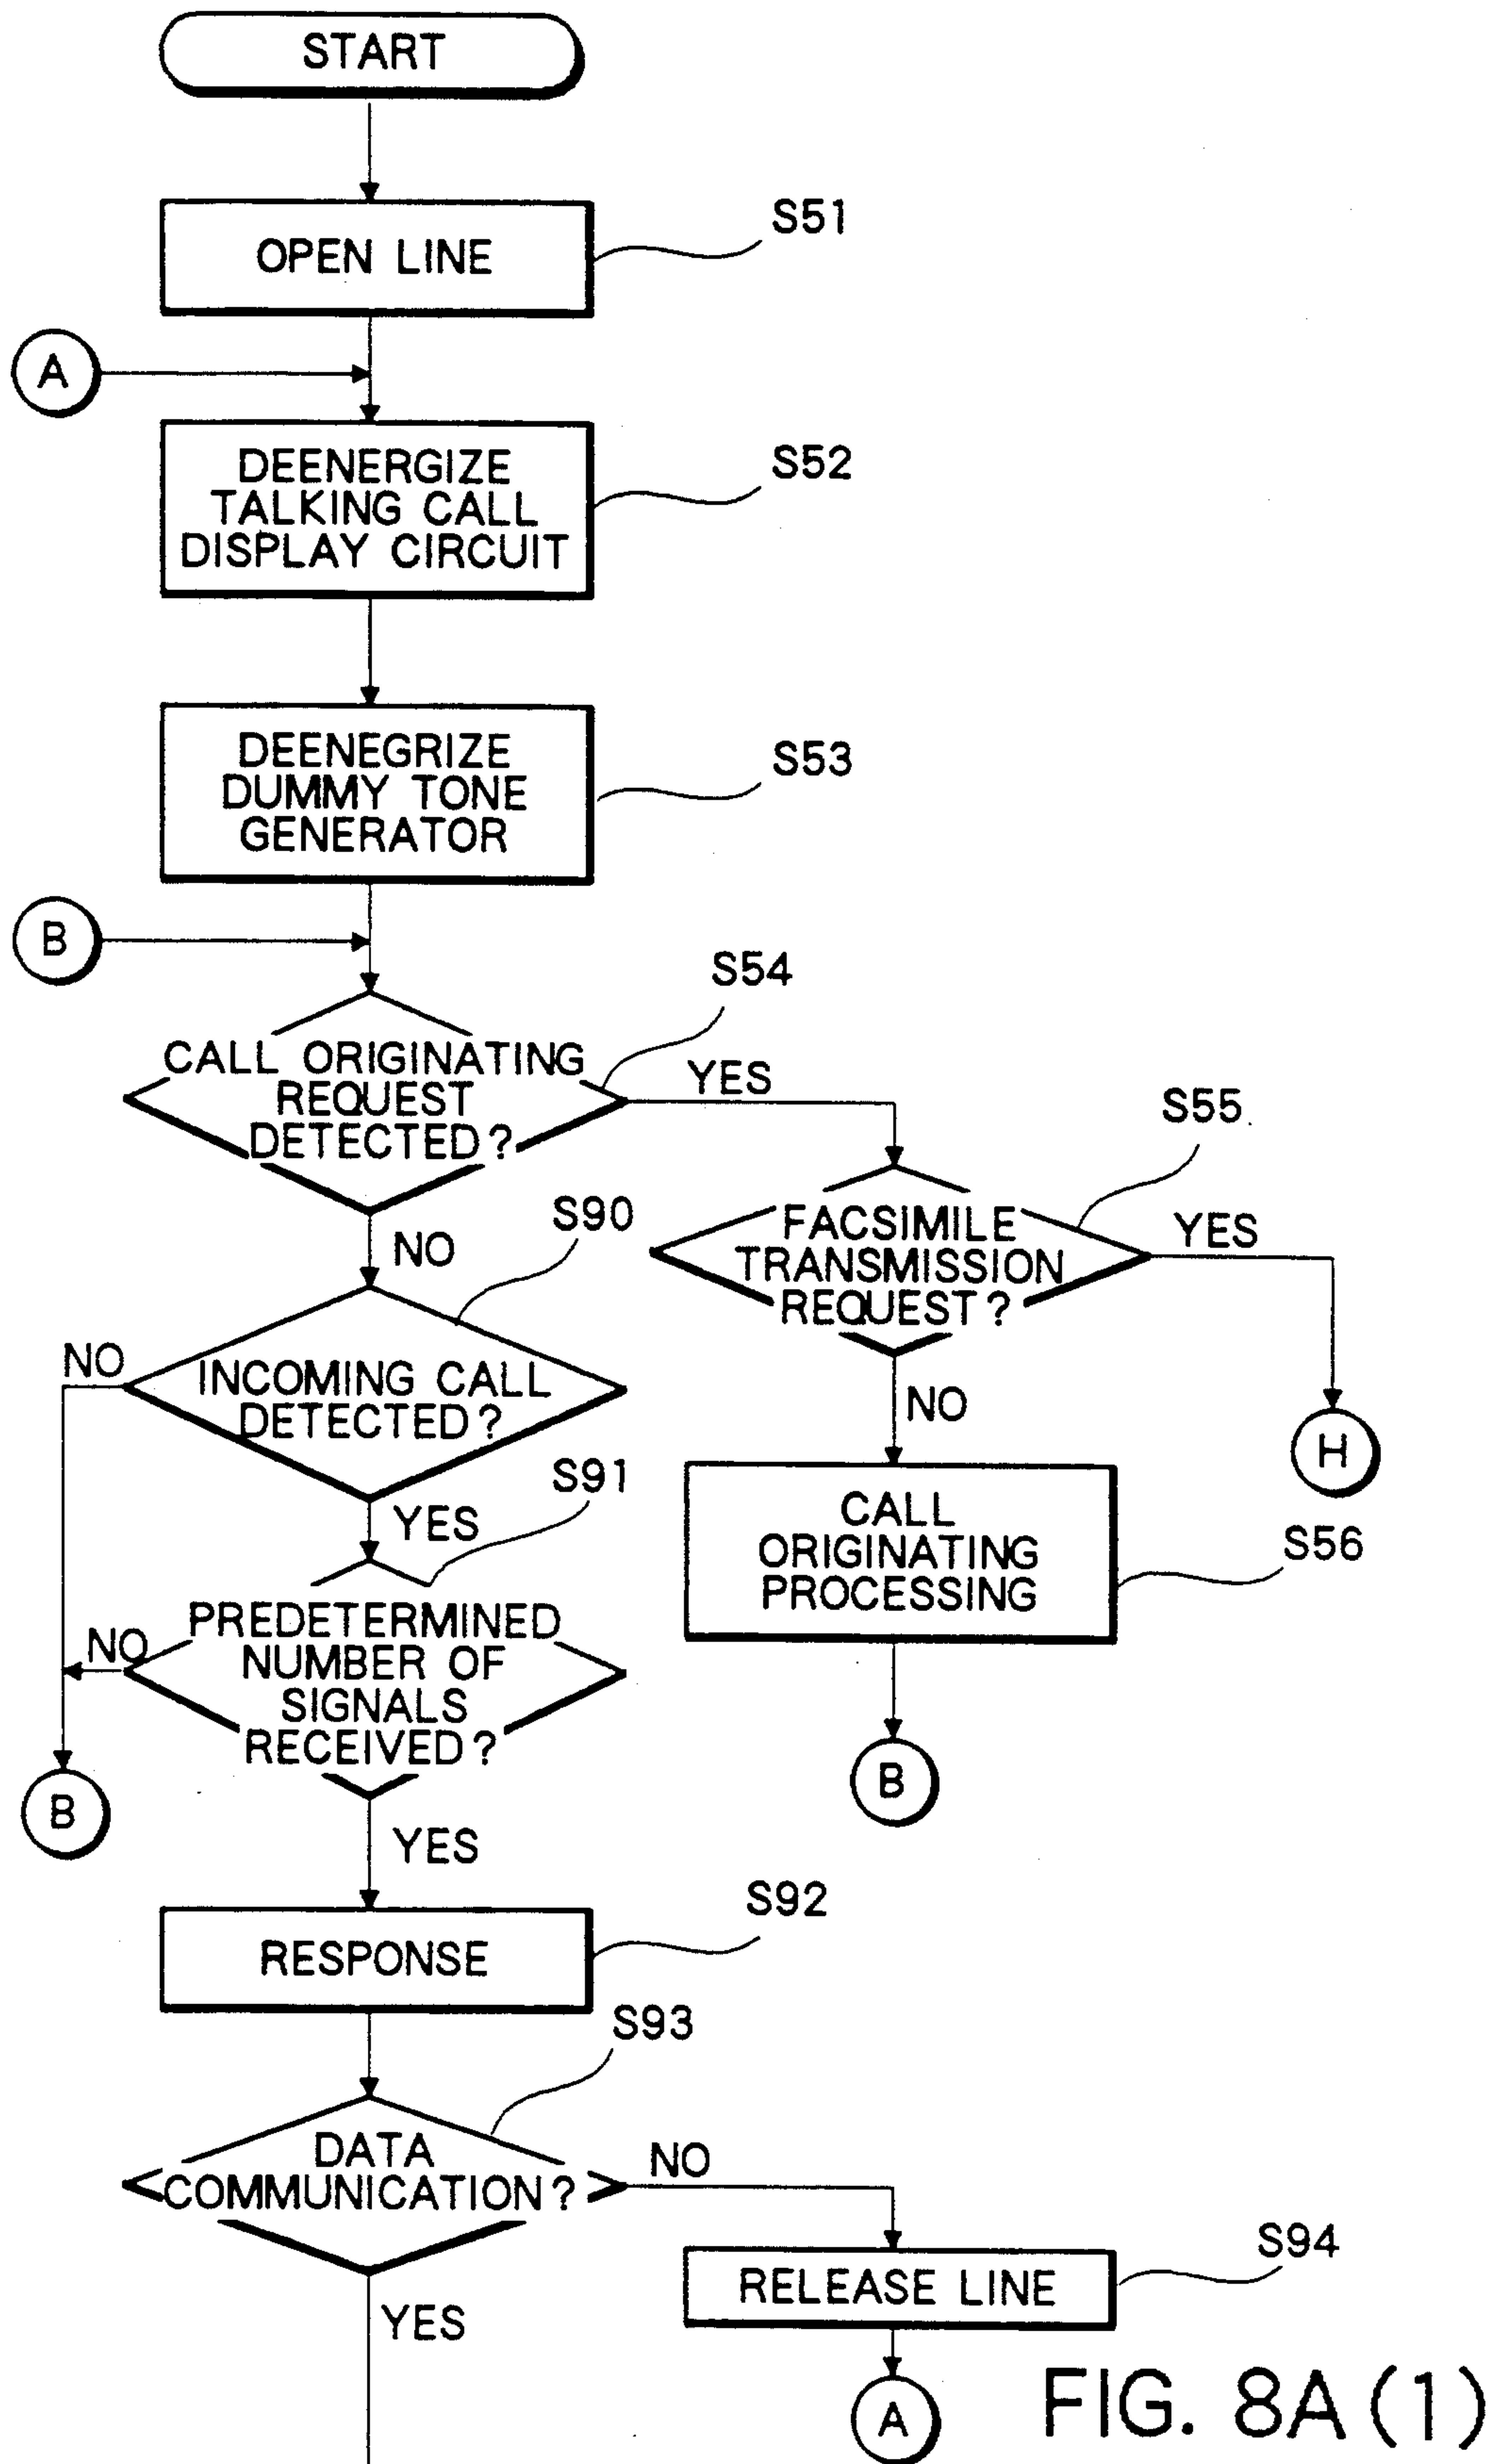 START
OPEN LINE
S51
A
DEENERGIZE
TALKING CALL
DISPLAY CIRCUIT
S52
DEENEGRIZE
DUMMY TONE
GENERATOR
S53
B
CALL ORIGINATING
REQUEST
DETECTED?
S54
YES
NO
FACSIMILE
TRANSMISSION
REQUEST?
S55
YES
H
NO
CALL
ORIGINATING
PROCESSING
S56
B
INCOMING CALL
DETECTED?
S90
NO
YES
PREDETERMINED
NUMBER OF
SIGNALS
RECEIVED?
S91
NO
B
YES
RESPONSE
S92
DATA
COMMUNICATION?
S93
NO
RELEASE LINE
S94
A
YES
FIG. 8A(1)